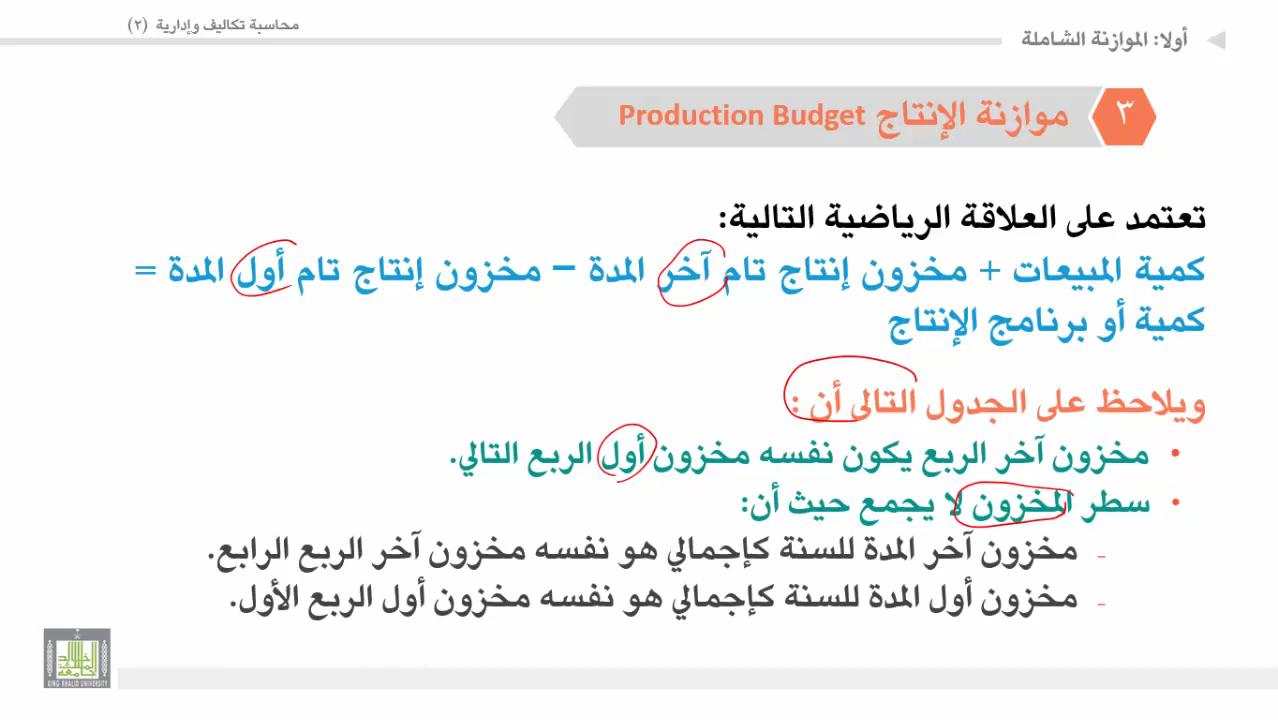 محاسبة تكاليف وإدارية (٢)
أولا: الموازنة الشاملة
٣
موازنة الإنتاج Production Budget
تعتمد على العلاقة الرياضية التالية:
كمية المبيعات + مخزون إنتاج تام آخر المدة – مخزون إنتاج تام أول المدة =
كمية أو برنامج الإنتاج
ويلاحظ على الجدول التالى أن :
• مخزون آخر الربع يكون نفسه مخزون أول الربع التالي.
• سطر المخزون لا يجمع حيث أن:
- مخزون آخر المدة للسنة كإجمالي هو نفسه مخزون آخر الربع الرابع.
- مخزون أول المدة للسنة كإجمالي هو نفسه مخزون أول الربع الأول.
KING KHALID UNIVERSITY